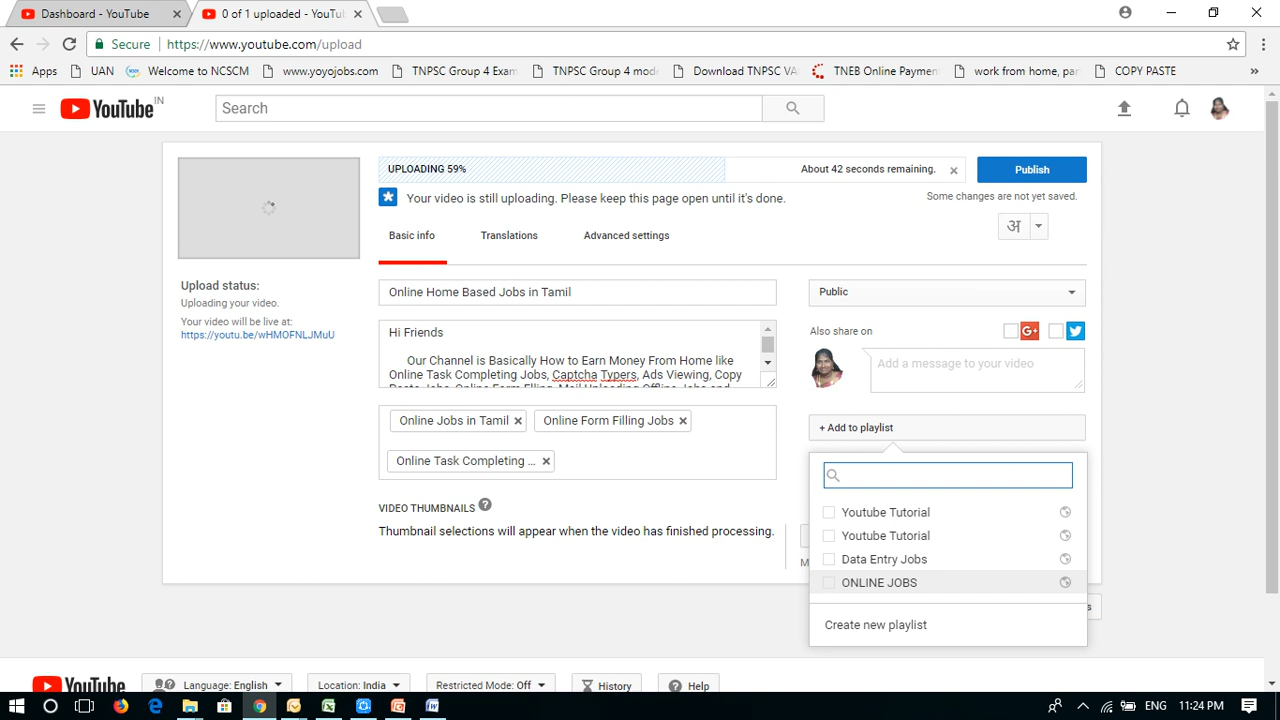 Dashboard - YouTube
0 of 1 uploaded - YouTu
Secure
https://www.youtube.com/upload
Apps
UAN
Welcome to NCSCM
www.yoyojobs.com
TNPSC Group 4 Exam
TNPSC Group 4 mode
Download TNPSC VA
TNEB Online Payment
work from home, pa
COPY PASTE
»
YouTube IN
Search
UPLOADING 59%
About 42 seconds remaining.
Publish
Your video is still uploading. Please keep this page open until it's done.
Some changes are not yet saved.
Basic info
Translations
Advanced settings
अ
Upload status:
Uploading your video.
Your video will be live at:
https://youtu.be/wHMOFNLJMuU
Online Home Based Jobs in Tamil
Public
Hi Friends
Our Channel is Basically How to Earn Money From Home like
Online Task Completing Jobs, Captcha Typers, Ads Viewing, Copy
Also share on
G+
Add a message to your video
Online Jobs in Tamil
Online Form Filling Jobs
Online Task Completing ...
+ Add to playlist
Youtube Tutorial
Youtube Tutorial
Data Entry Jobs
ONLINE JOBS
Create new playlist
VIDEO THUMBNAILS ?
Thumbnail selections will appear when the video has finished processing.
M
s
YouTube
Language: English
Location: India
Restricted Mode: Off
History
Help
11:24 PM